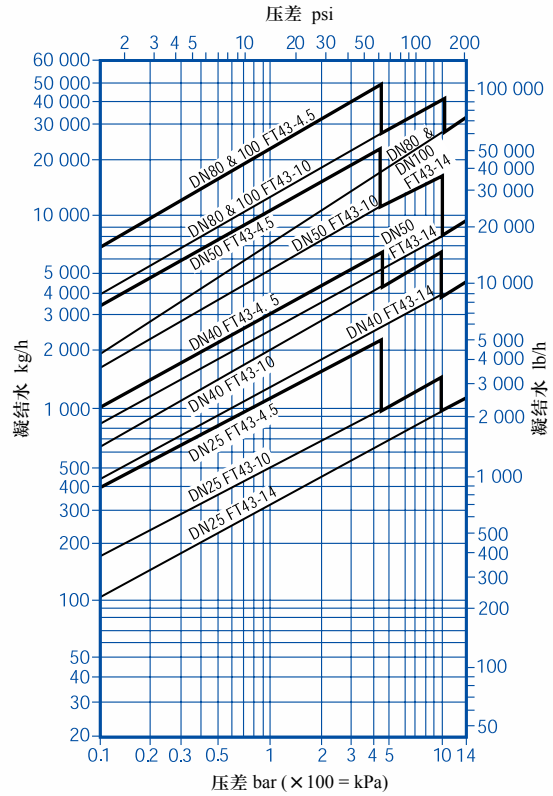 压差 psi
2 3 4 5 10 20 30 50 100 200
60 000
50 000
40 000
30 000
20 000
10 000
5 000
4 000
3 000
2 000
1 000
500
400
300
200
100
50
40
30
20
凝结水 kg/h
100 000
50 000
40 000
30 000
20 000
10 000
5 000
4 000
3 000
2 000
1 000
500
400
300
200
100
50
凝结水 lb/h
DN80 & 100 FT43-4.5
DN80 & 100 FT43-10
DN80 &
DN100
FT43-14
DN50 FT43-4.5
DN50 FT43-10
DN50
FT43-14
DN40 FT43-4. 5
DN40 FT43-10
DN40 FT43-14
DN25 FT43-4.5
DN25 FT43-10
DN25 FT43-14
0.1 0.2 0.3 0.5 1 2 3 4 5 10 14
压差 bar (×100 = kPa)